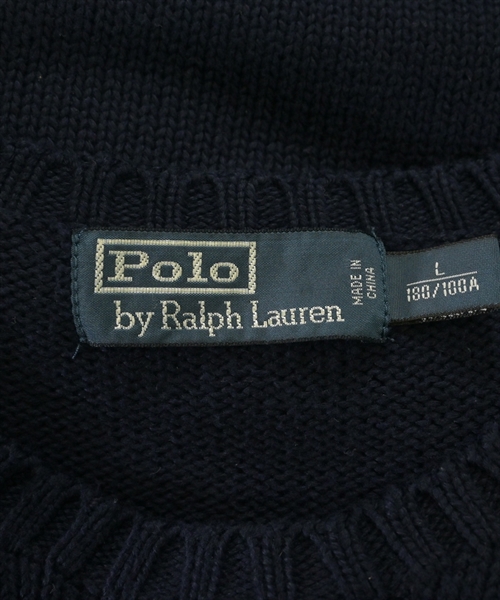 Polo
by Ralph Lauren
MADE IN
CHINA
L
180/100A